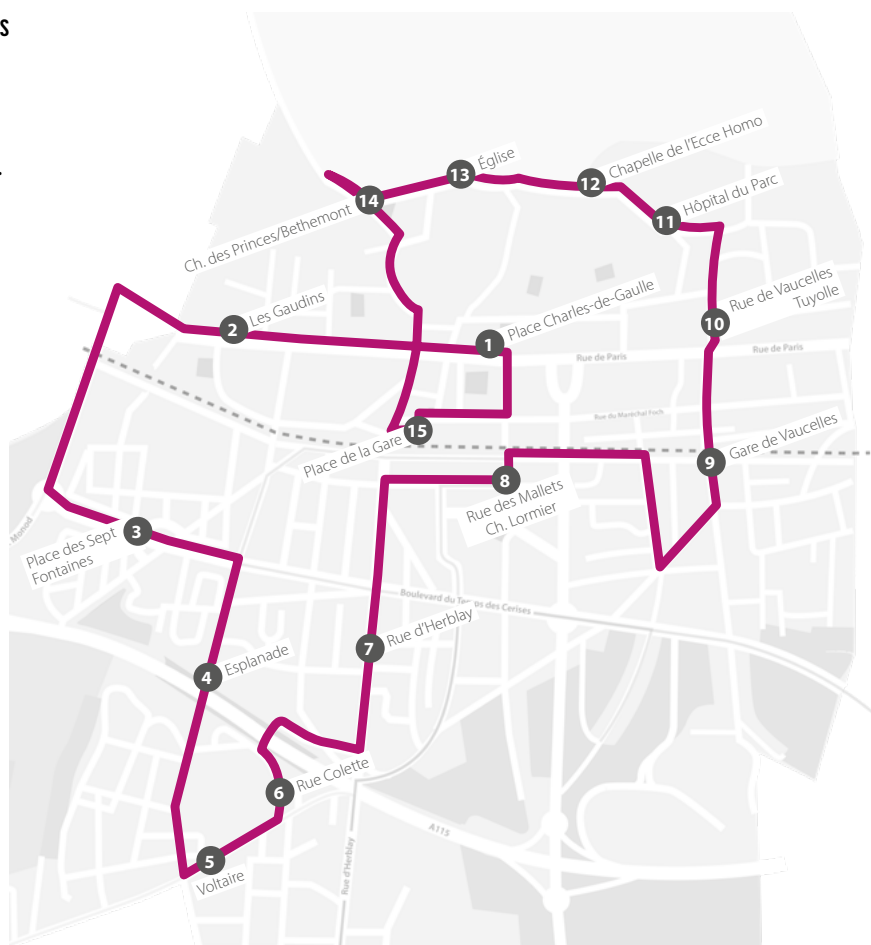 S
13 Église
12 Chapelle de l'Ecce Homo
14 Ch. des Princes/Bethemont
11 Hôpital du Parc
2 Les Gaudins
1 Place Charles-de-Gaulle
10 Rue de Vaucelles
Tuyolle
Rue de Paris
Rue de Paris
Rue du Maréchal Foch
15 Place de la Gare
9 Gare de Vaucelles
8 Rue des Mallets
Ch. Lormier
Monod
3 Place des Sept
Fontaines
Boulevard du Temps des Cerises
7 Rue d'Herblay
4 Esplanade
6 Rue Colette
A115
5 Voltaire
Rue d'Herblay